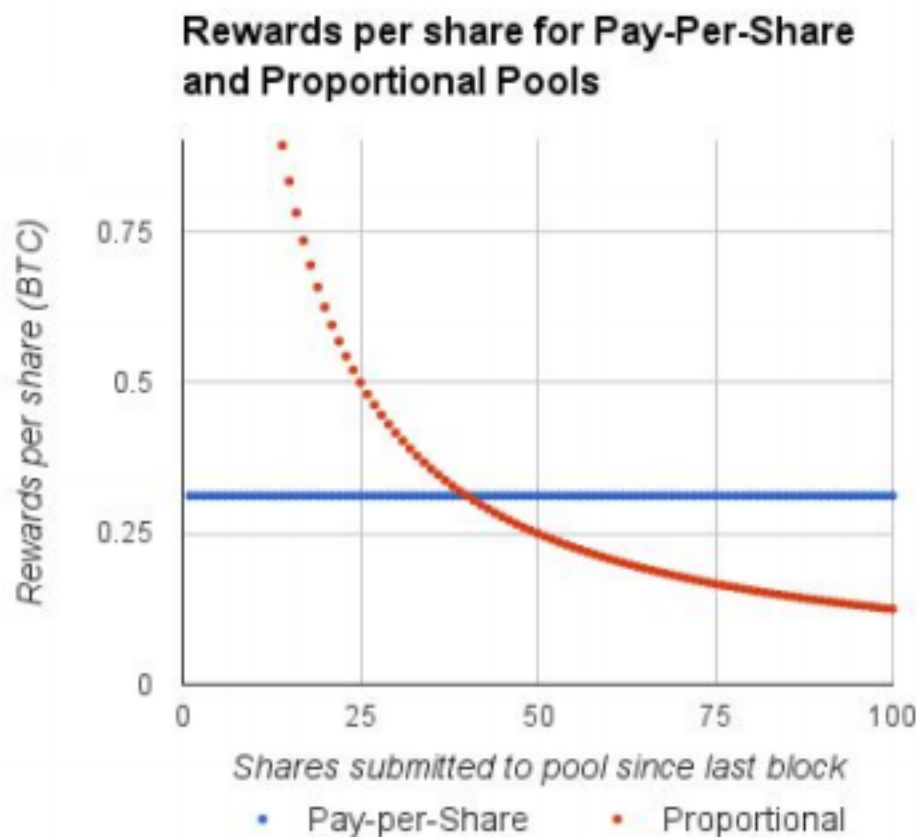 Rewards per share for Pay-Per-Share
and Proportional Pools
Rewards per share (BTC)
0.75
0.5
0.25
0
0
25
50
75
100
Shares submitted to pool since last block
Pay-per-Share
Proportional